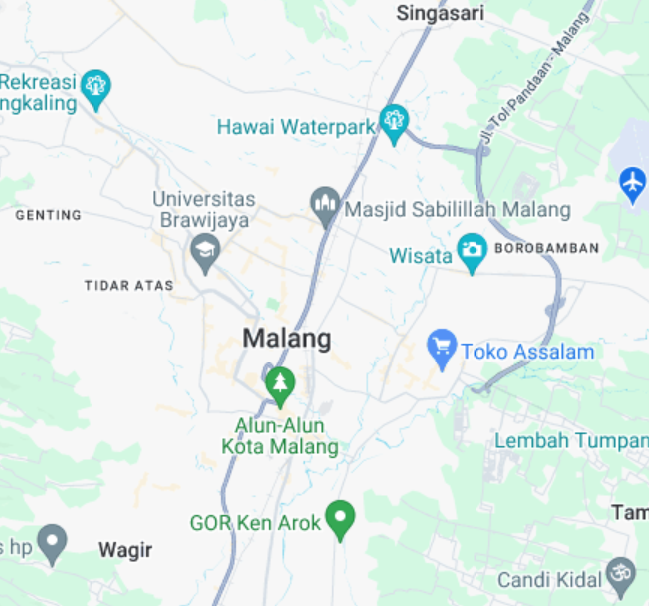 Singasari
Jl. Tol Pandaan - Malang
Rekreasi
ngkaling
Hawai Waterpark
Universitas
Brawijaya
Masjid Sabilillah Malang
GENTING
Wisata
BOROBAMBAN
TIDAR ATAS
Malang
Toko Assalam
Alun-Alun
Kota Malang
Lembah Tumpan
GOR Ken Arok
Tam
s hp
Wagir
Candi Kidal